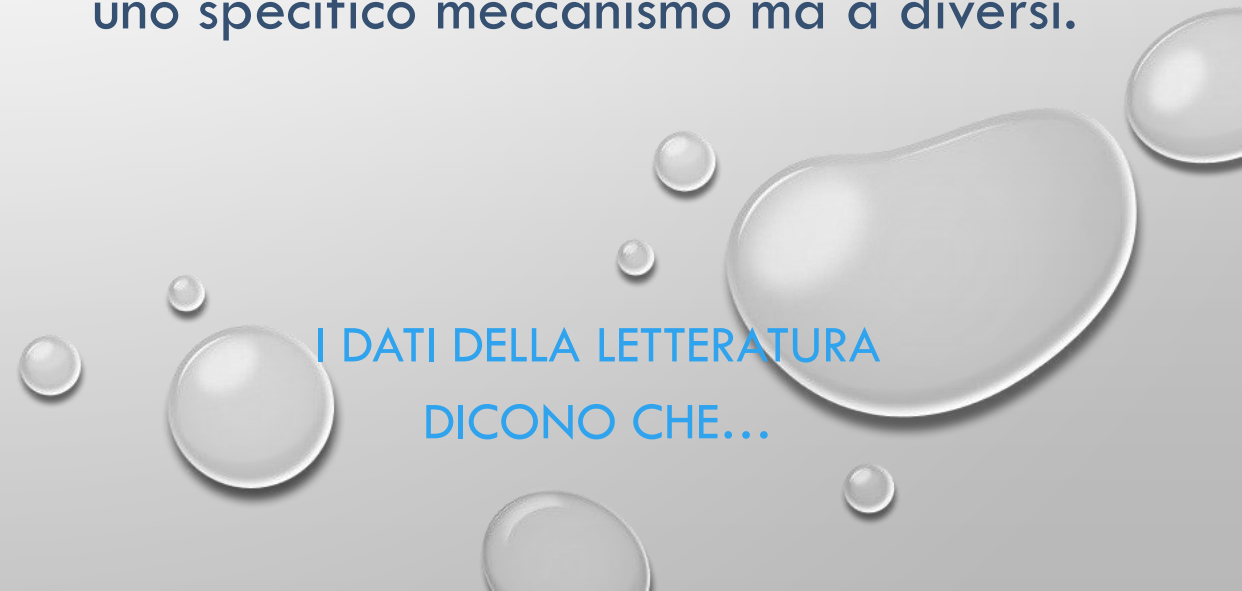 uno specifico meccanismo ma a diversi.
I DATI DELLA LETTERATURA
DICONO CHE…